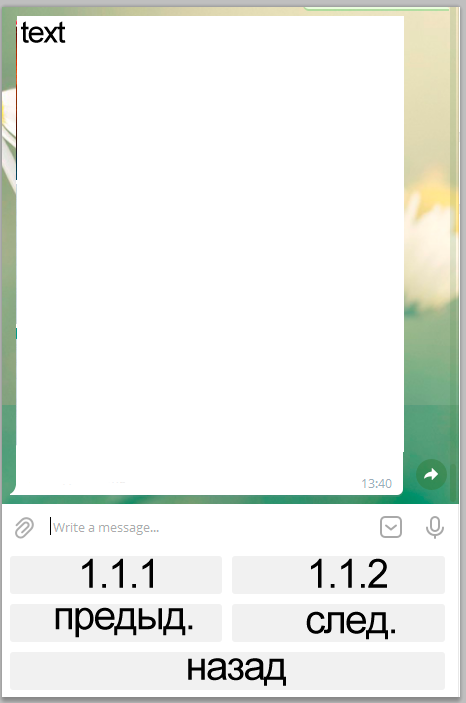 text
13:40
Write a message...
1.1.1 1.1.2
предыд. след.
назад